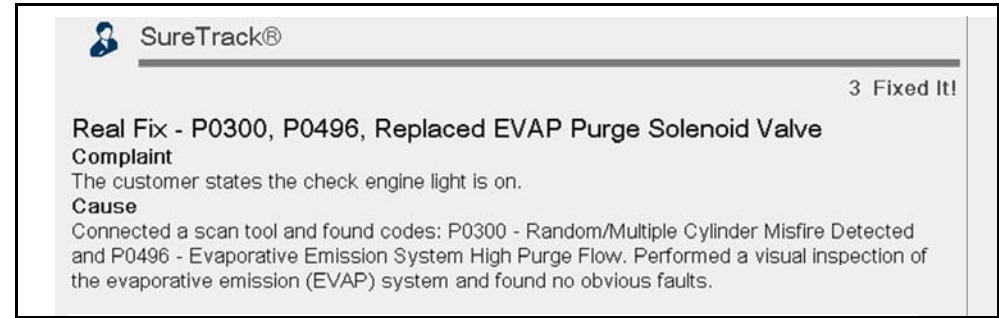 SureTrack®
3 Fixed It!
Real Fix - P0300, P0496, Replaced EVAP Purge Solenoid Valve
Complaint
The customer states the check engine light is on.
Cause
Connected a scan tool and found codes: P0300 - Random/Multiple Cylinder Misfire Detected
and P0496 - Evaporative Emission System High Purge Flow. Performed a visual inspection of
the evaporative emission (EVAP) system and found no obvious faults.